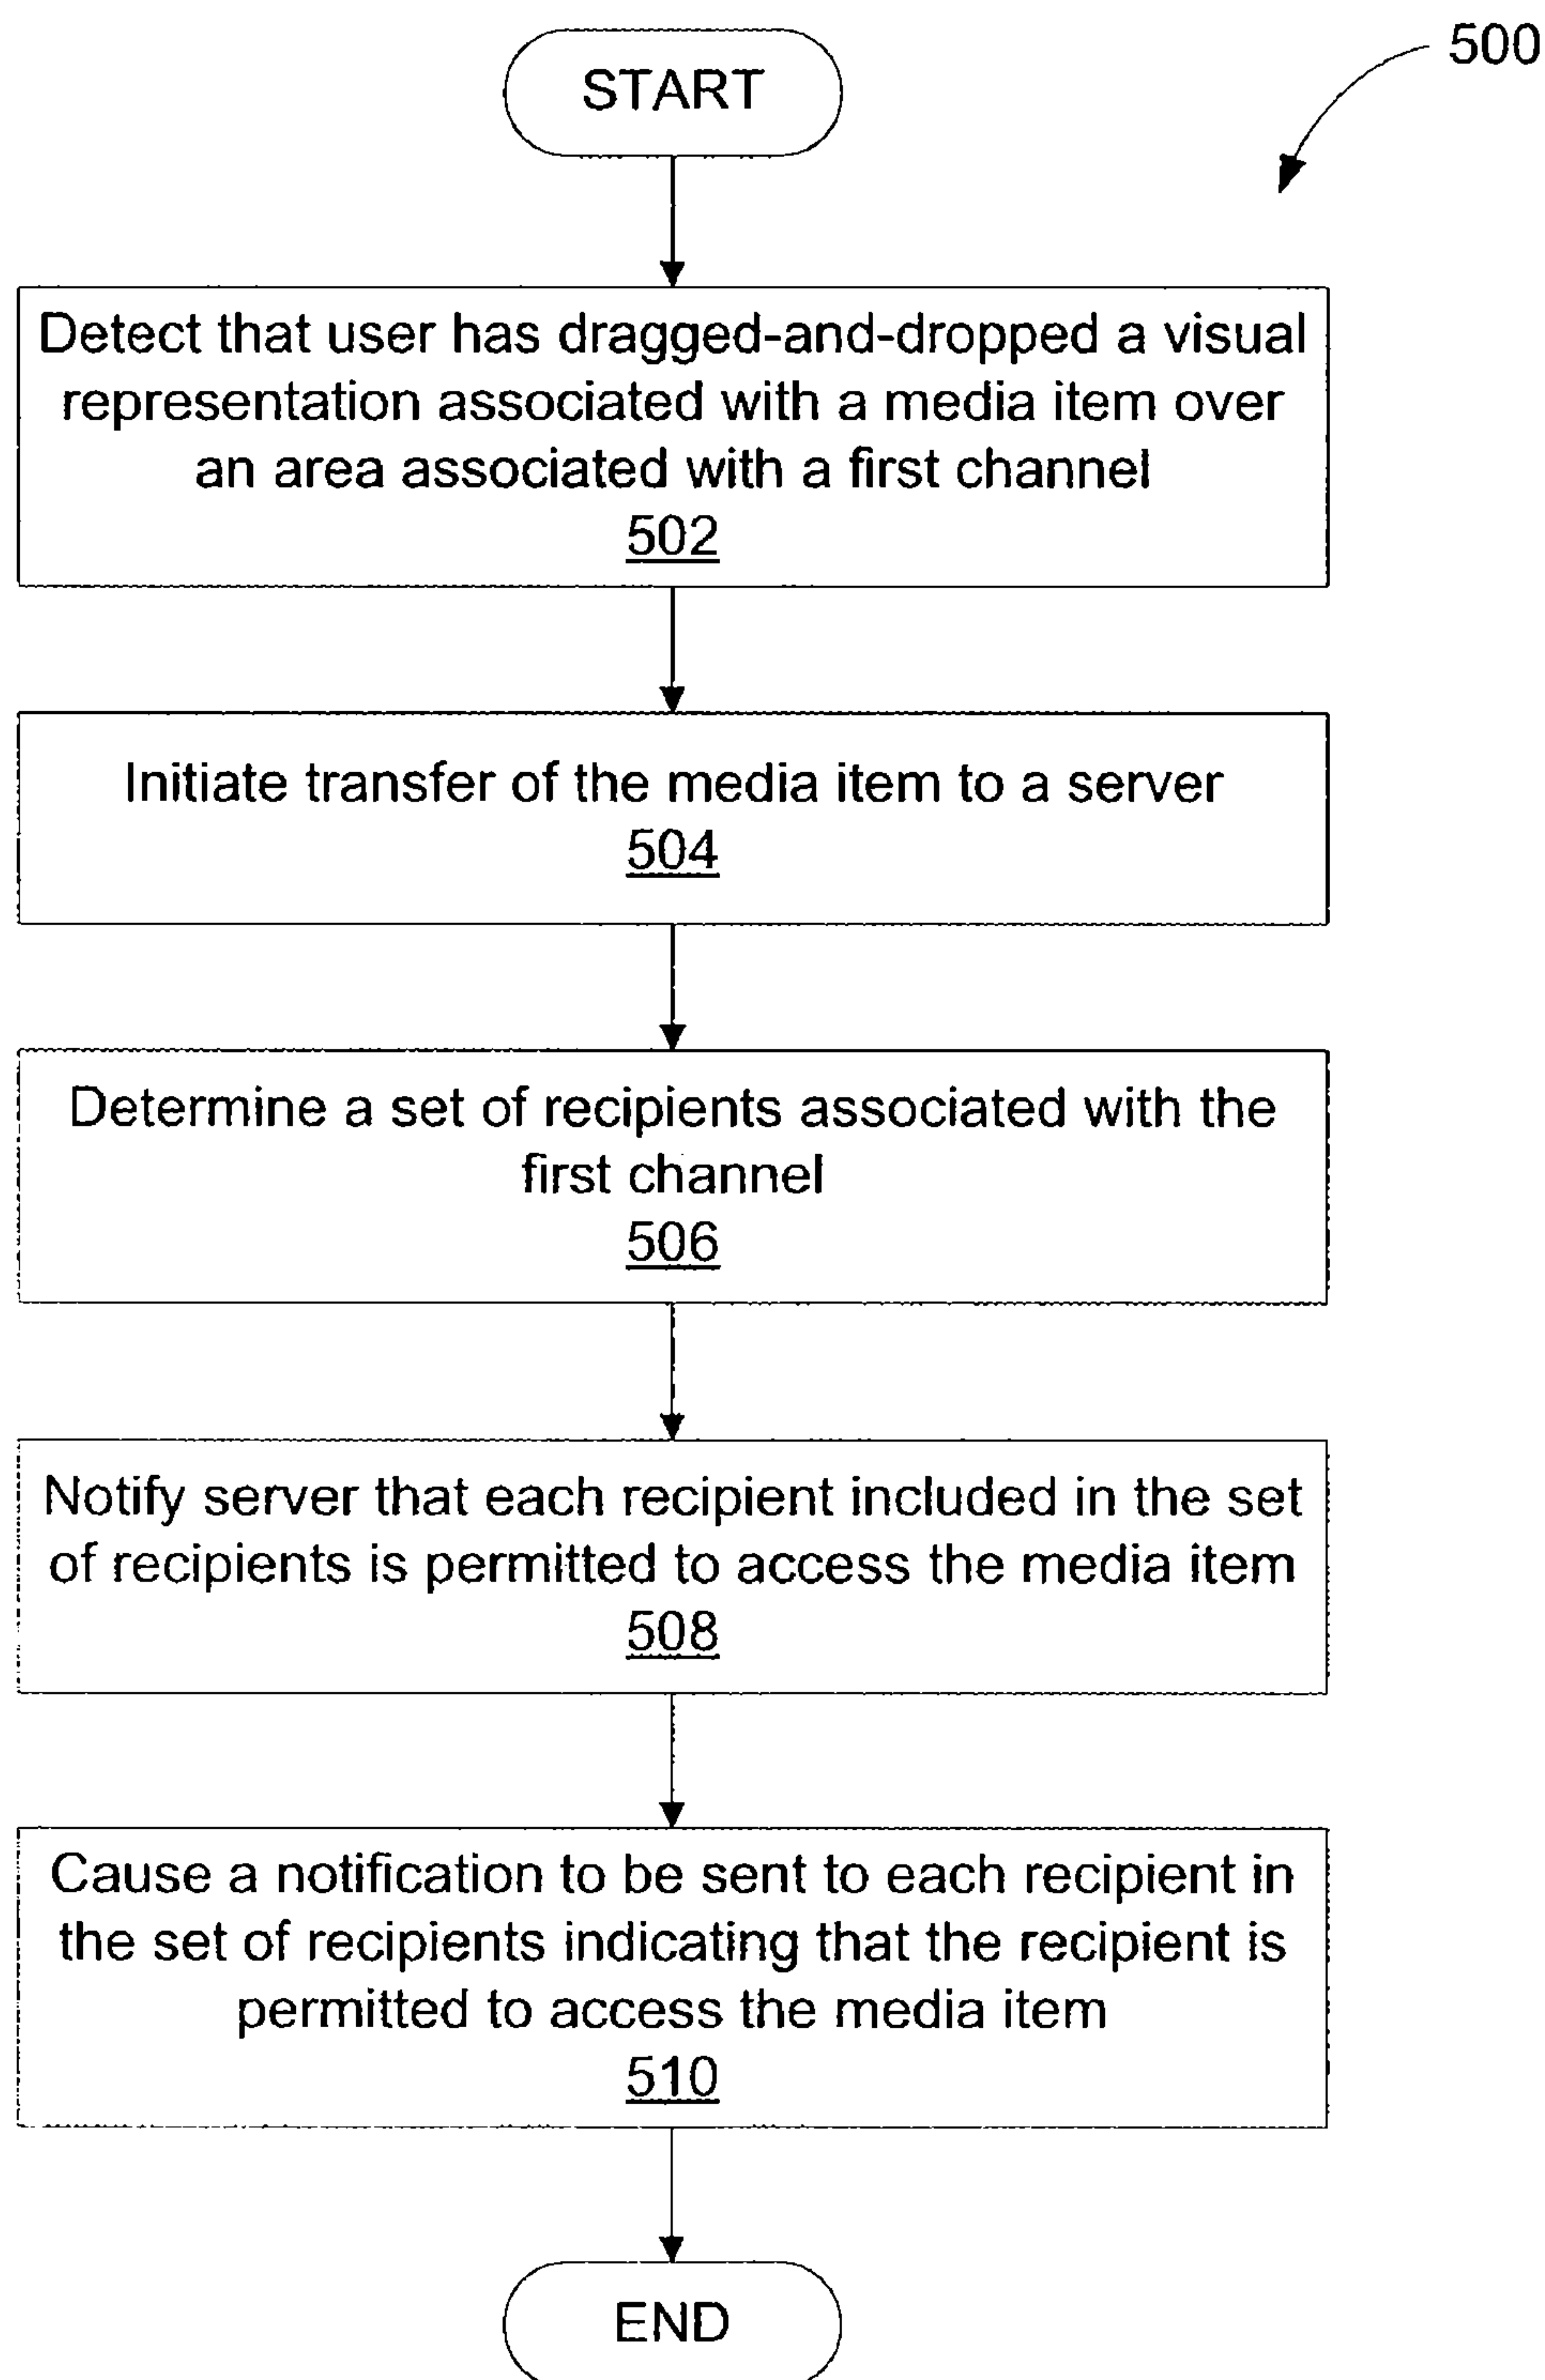 500
START
Detect that user has dragged-and-dropped a visual
representation associated with a media item over
an area associated with a first channel
502
Initiate transfer of the media item to a server
504
Determine a set of recipients associated with the
first channel
506
Notify server that each recipient included in the set
of recipients is permitted to access the media item
508
Cause a notification to be sent to each recipient in
the set of recipients indicating that the recipient is
permitted to access the media item
510
END